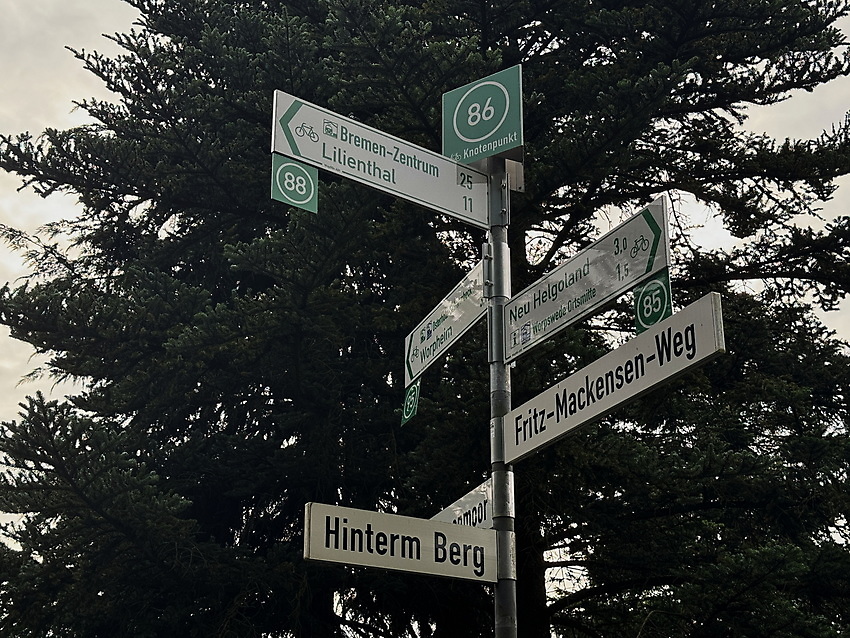 86
Knotenpunkt
Bremen-Zentrum 25
Lilienthal 11
88
Neu Helgoland 3,0
Worpswede Ortsmitte 1,5
85
Worpheim
Fritz-Mackensen-Weg
moor
Hinterm Berg